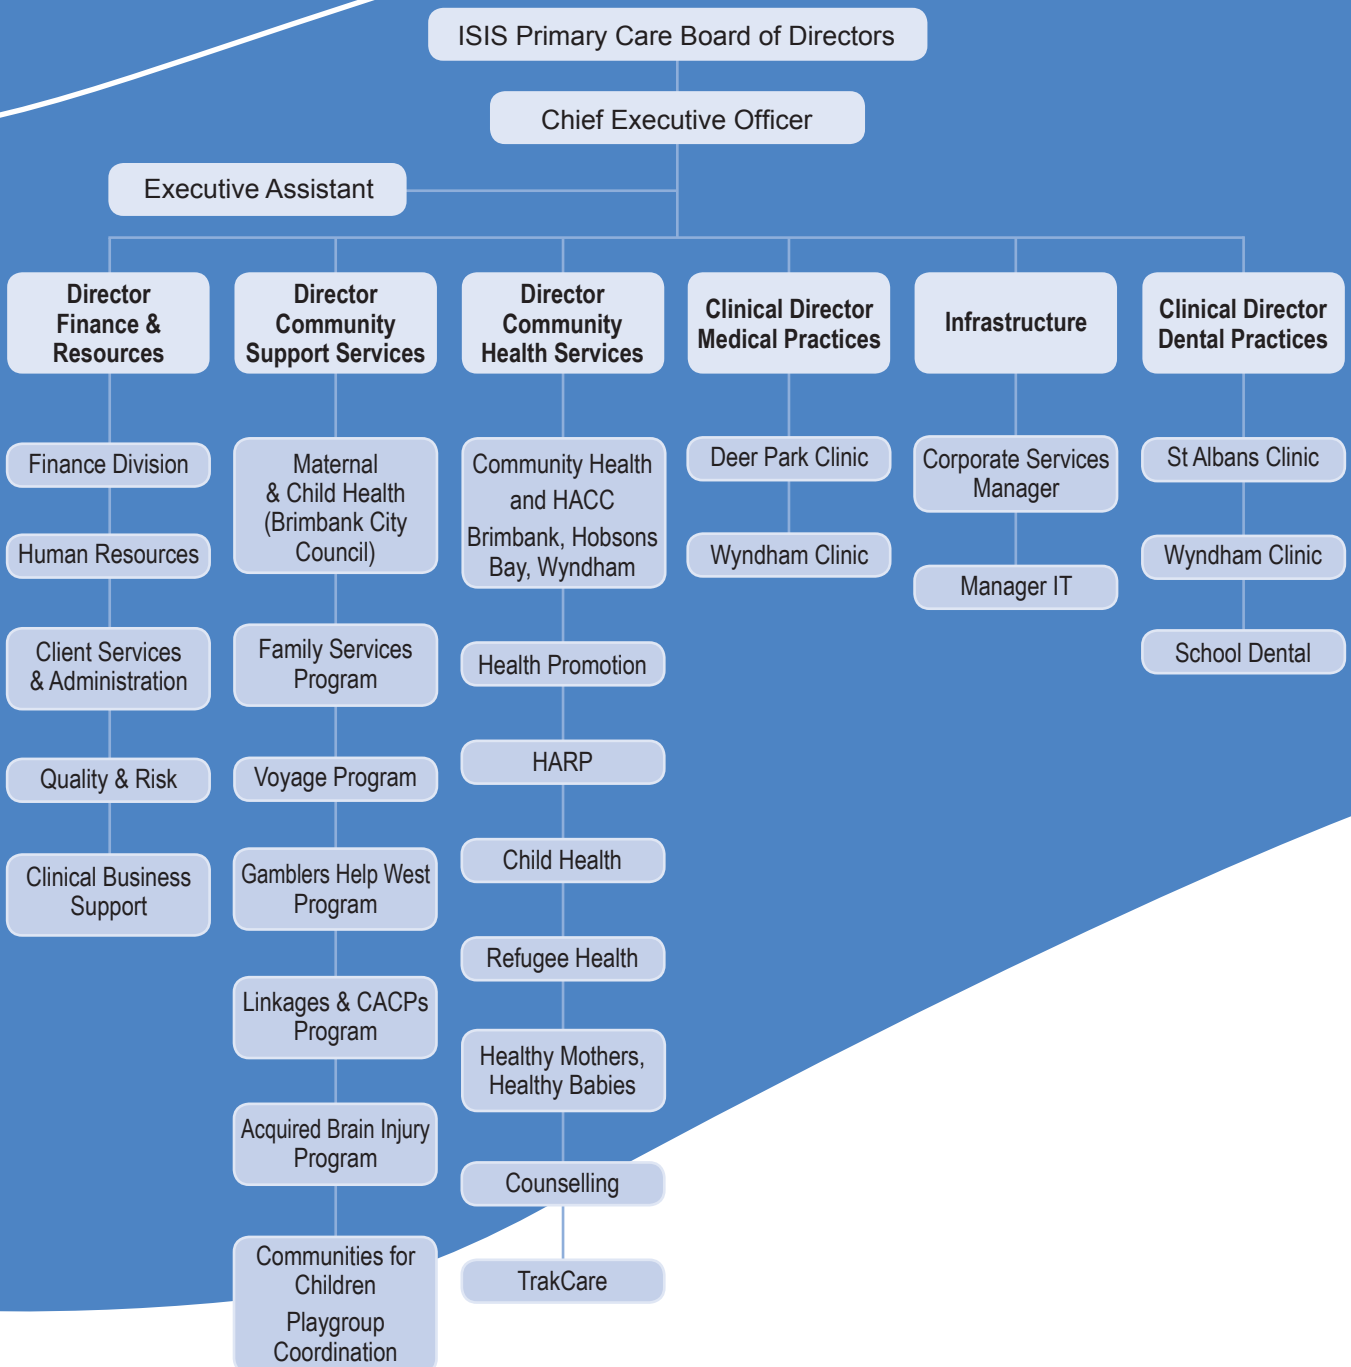 ISIS Primary Care Board of Directors
Chief Executive Officer
Executive Assistant
Director
Finance &
Resources
Finance Division
Human Resources
Client Services
& Administration
Quality & Risk
Clinical Business
Support
Director
Community
Support Services
Maternal
& Child Health
(Brimbank City
Council)
Family Services
Program
Voyage Program
Gamblers Help West
Program
Linkages & CACPs
Program
Acquired Brain Injury
Program
Communities for
Children
Playgroup
Coordination
Director
Community
Health Services
Community Health
and HACC
Brimbank, Hobsons
Bay, Wyndham
Health Promotion
HARP
Child Health
Refugee Health
Healthy Mothers,
Healthy Babies
Counselling
TrakCare
Clinical Director
Medical Practices
Deer Park Clinic
Wyndham Clinic
Infrastructure
Corporate Services
Manager
Manager IT
Clinical Director
Dental Practices
St Albans Clinic
Wyndham Clinic
School Dental